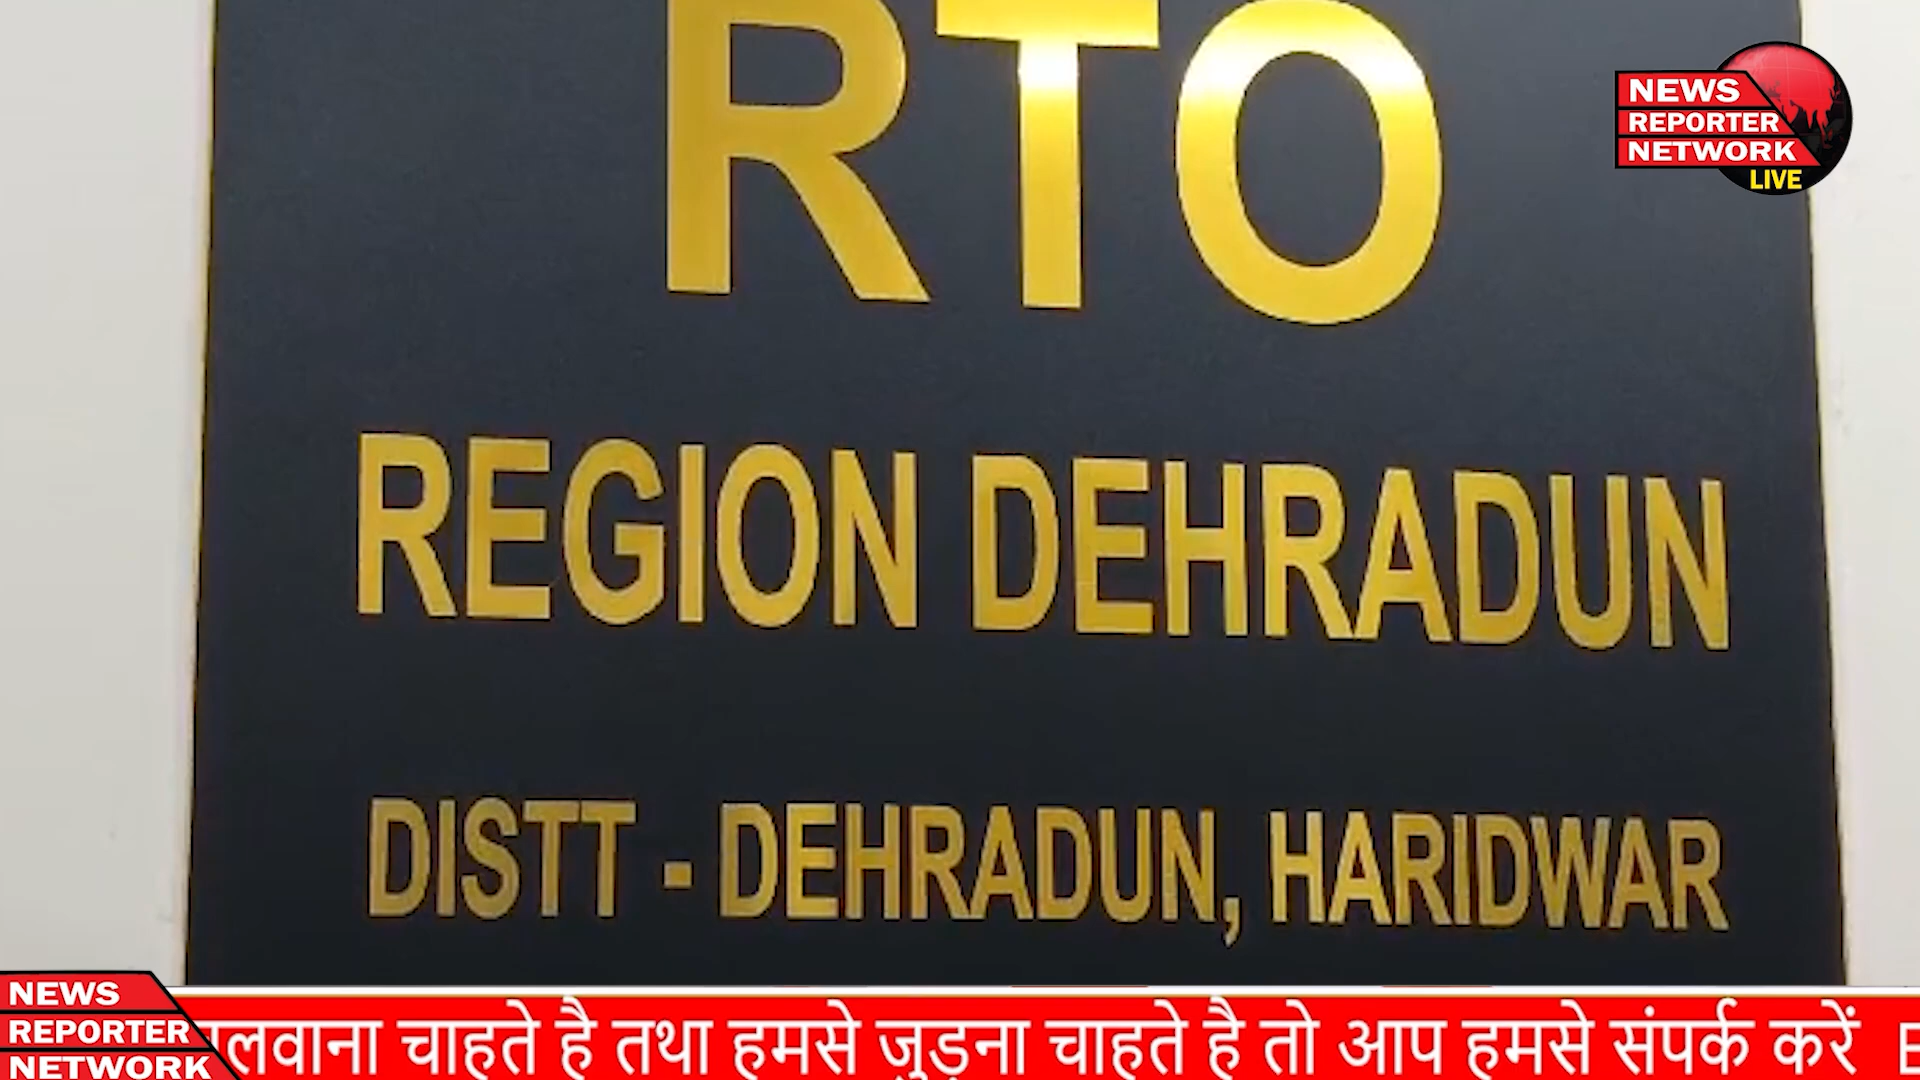 RTO
NEWS
REPORTER
NETWORK
LIVE
REGION DEHRADUN
DISTT - DEHRADUN, HARIDWAR
NEWS
REPORTER
NETWORK
चाहते है तथा हमसे जुड़ना चाहते है तो आप हमसे संपर्क करें